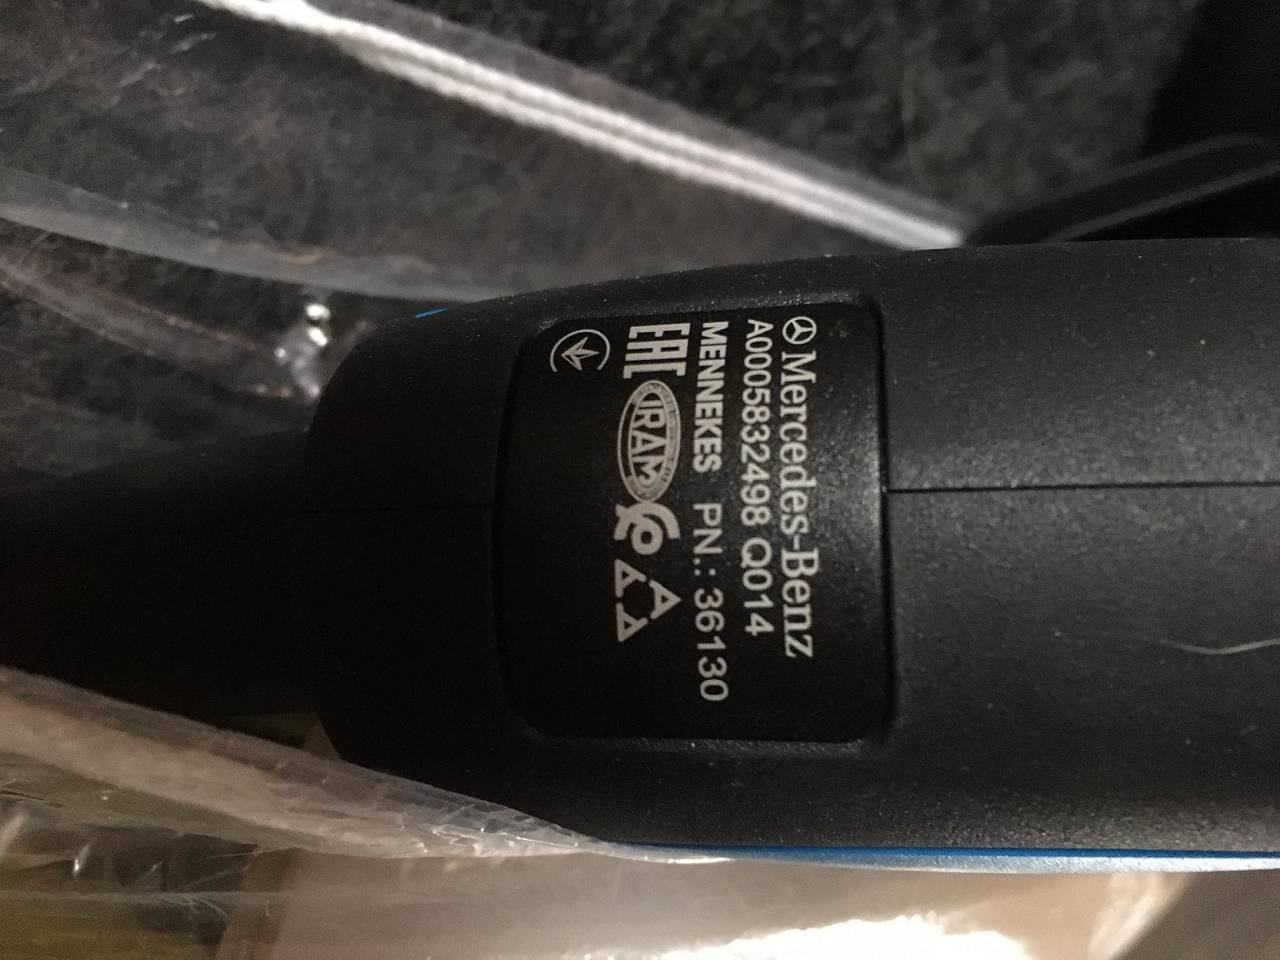 Mercedes-Benz
A0005832498 Q014
MENNEKES PN.: 36130
EAC IRAM